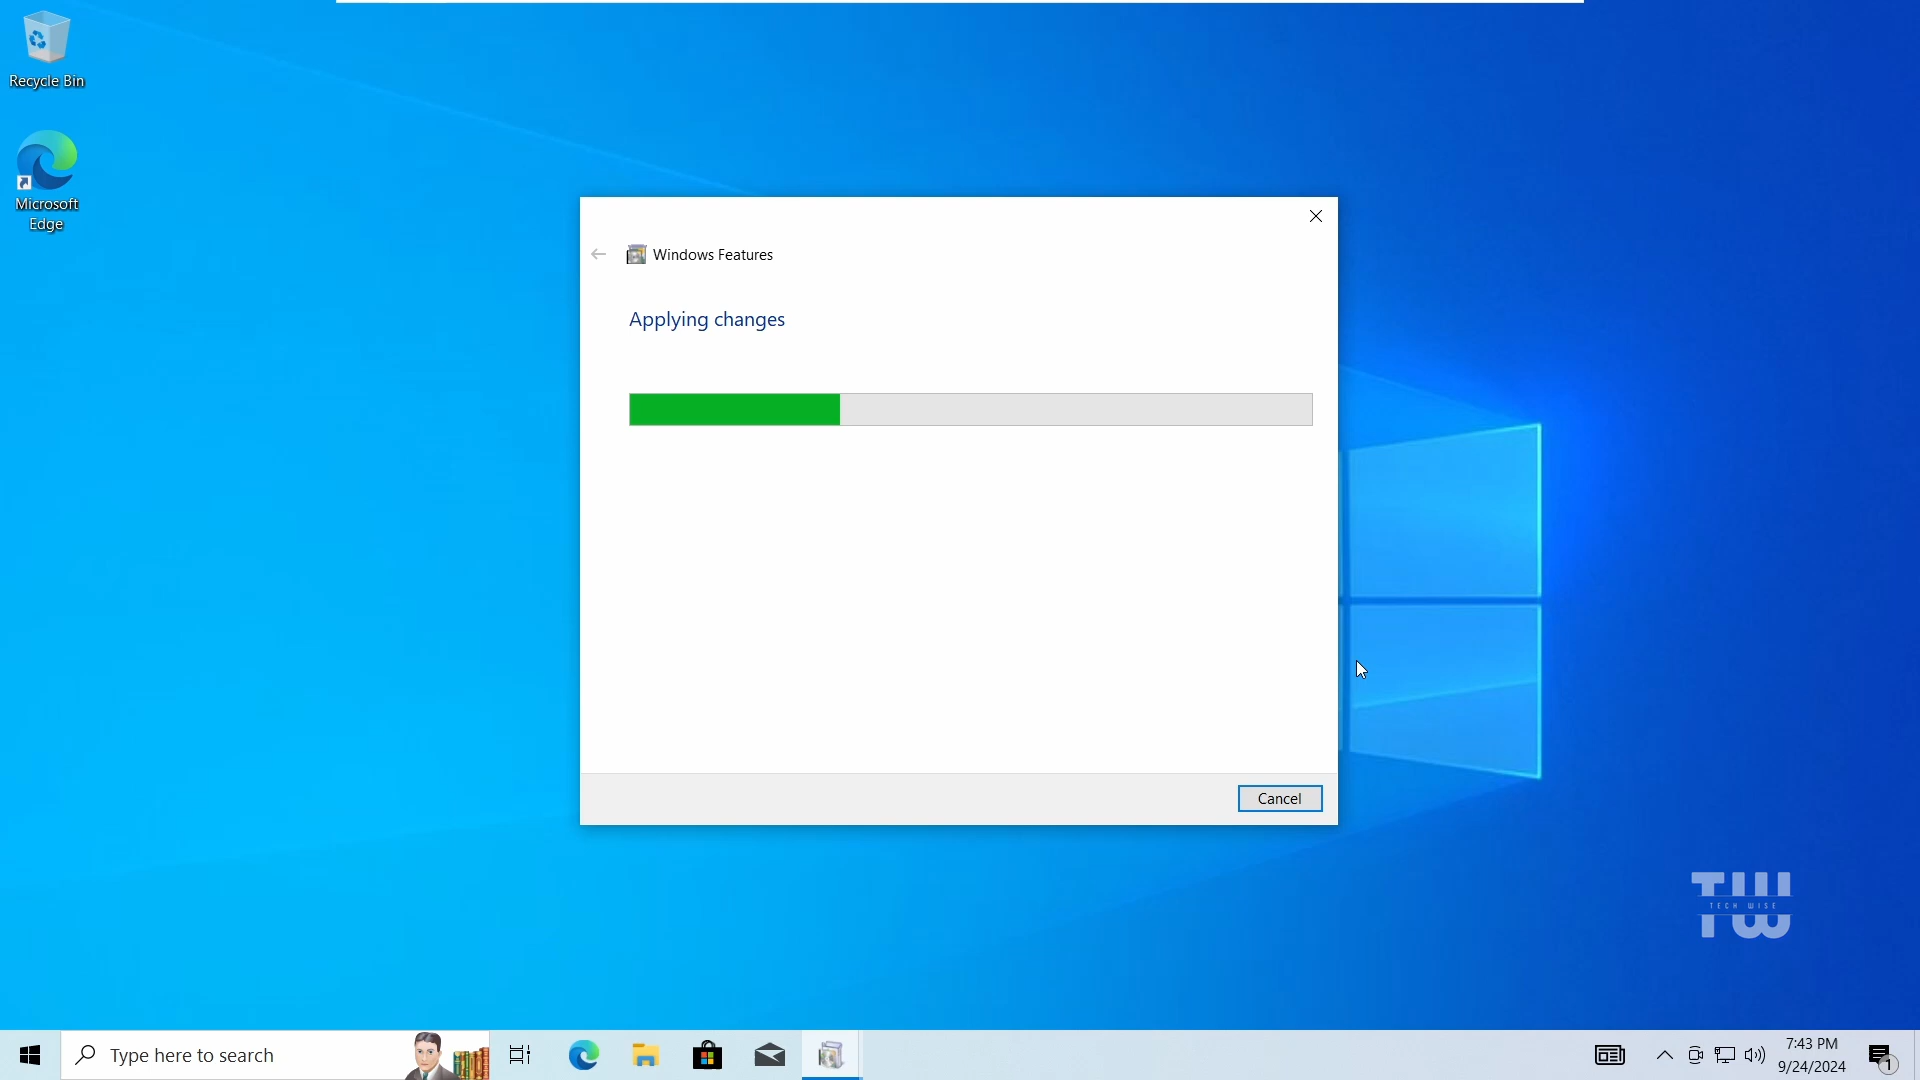 Recycle Bin
Microsoft
Edge
Windows Features
Applying changes
Cancel
TW
TECH WISE
Type here to search
7:43 PM
9/24/2024
1